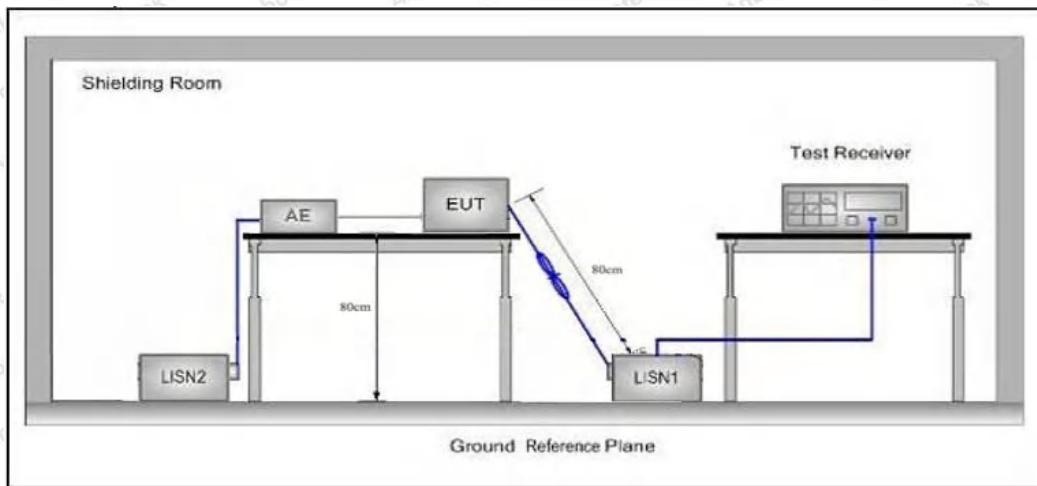 Shielding Room
Test Receiver
AE
EUT
80cm
80cm
LISN2
LISN1
Ground Reference Plane